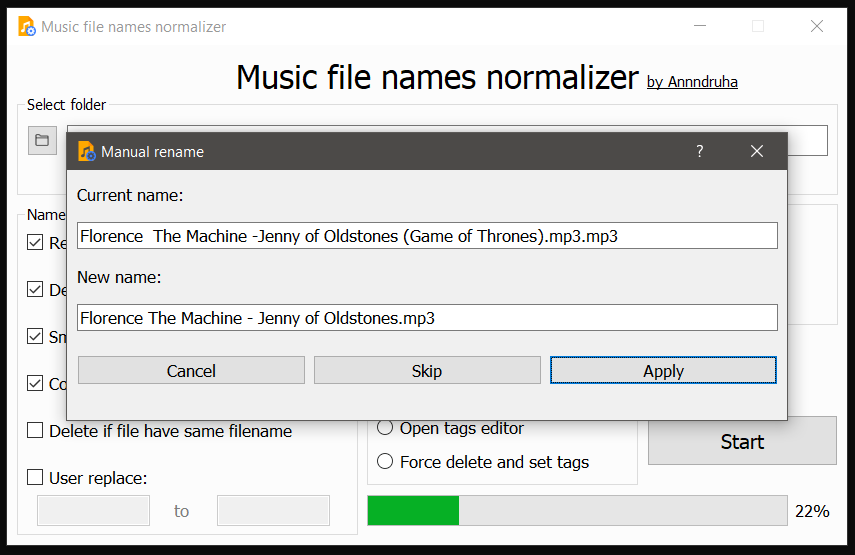 Music file names normalizer
Music file names normalizer by Annndruha
Select folder
Manual rename ?
Current name:
Florence  The Machine -Jenny of Oldstones (Game of Thrones).mp3.mp3
New name:
Florence The Machine - Jenny of Oldstones.mp3
Cancel Skip Apply
Name
Re
De
Sm
Co
Delete if file have same filename
User replace:
to
Open tags editor
Force delete and set tags
Start
22%